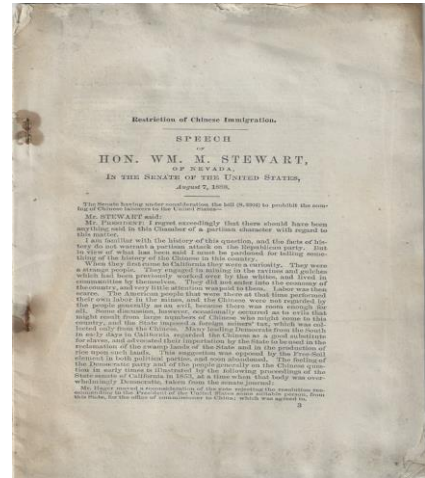 Restriction of Chinese Immigration.
SPEECH
OF
HON. WM. M. STEWART,
OF NEVADA,
IN THE SENATE OF THE UNITED STATES,
August 7, 1888.
The Senate having under consideration the bill to prohibit the com-
ing of Chinese laborers to the United States—
Mr. STEWART said:
Mr. PRESIDENT: I regret exceedingly that there should have been
anything said in this Chamber of a partisan character with regard to
this matter.
I am familiar with the history of this question, and the facts of his-
tory do not warrant a partisan attack on the Republican party. But
in view of what has been said I must be pardoned for telling some-
thing of the history of the Chinese in this country.
When they first came to California they were a curiosity. They were
a strange people. They engaged in mining in the ravines and gulches
which had been previously worked over by the whites, and lived in
communities by themselves. They did not enter into the economy of
the country, and very little attention was paid to them. Labor was then
scarce. The American people that were there at that time performed
their own labor in the mines, and the Chinese were not regarded by
the people generally as an evil, because there was room enough for
all. Some discussion, however, occasionally occurred as to evils that
might result from large numbers of Chinese who might come to this
country, and the State imposed a foreign miners' tax, which was col-
lected only from the Chinese. Many leading Democrats from the South
in early days in California regarded the Chinese as a good substitute
for slaves, and advocated their importation by the State to be used in the
reclamation of the swamp lands of the State and in the production of
rice upon such lands. This suggestion was opposed by the Free-Soil
element in both political parties, and soon abandoned. The feeling of
the Democratic party and of the people generally on the Chinese ques-
tion in early times is illustrated by the following proceedings of the
State senate of California in 1853, at a time when that body was over-
whelmingly Democratic, taken from the senate journal:
Mr. moved a reconsideration of the vote rejecting the resolution rec-
ommending to the President of the United States some suitable person, from
this State, for the office of commissioner to China; which was agreed to.